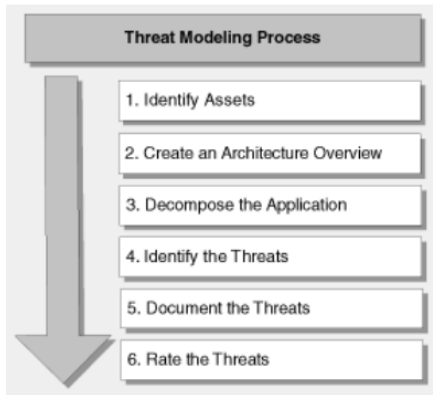 Threat Modeling Process
1. Identify Assets
2. Create an Architecture Overview
3. Decompose the Application
4. Identify the Threats
5. Document the Threats
6. Rate the Threats